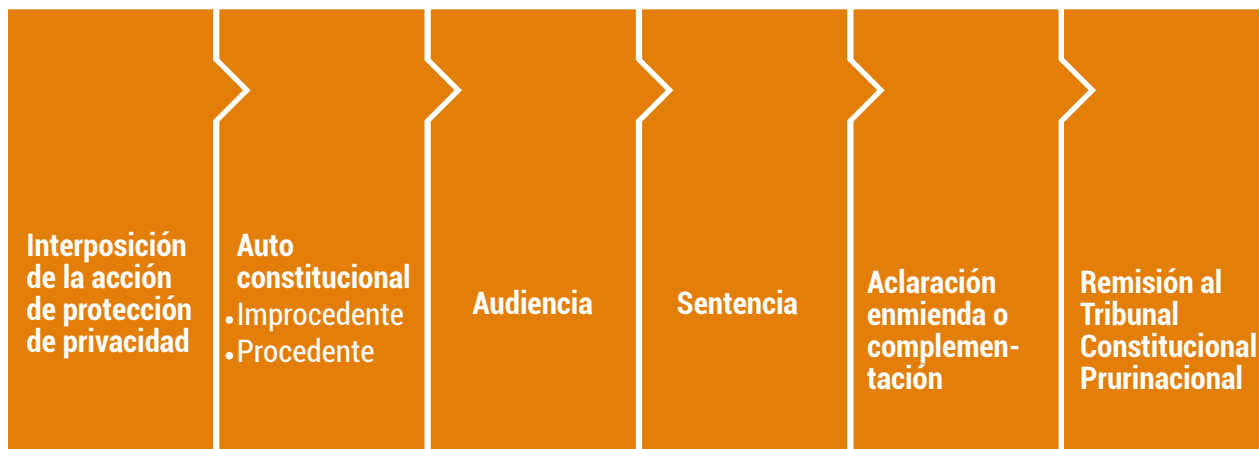 Interposición
de la acción
de protección
de privacidad
Auto
constitucional
• Improcedente
• Procedente
Audiencia
Sentencia
Aclaración
enmienda o
complemen-
tación
Remisión al
Tribunal
Constitucional
Prurinacional